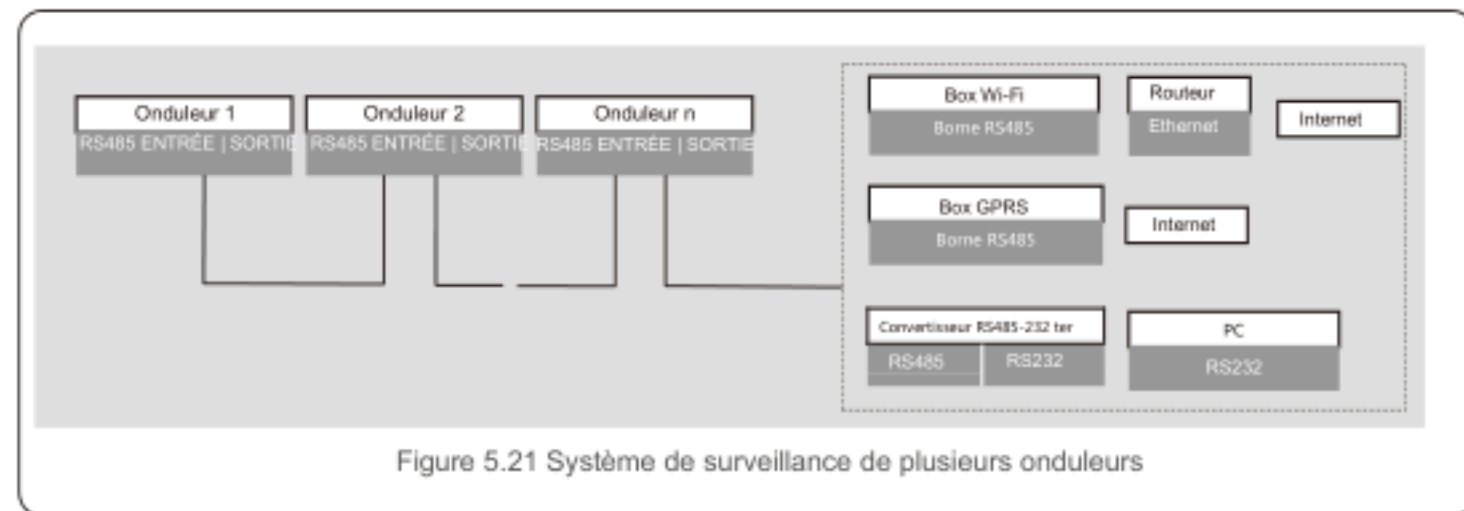 Onduleur 1
RS485 ENTRÉE | SORTIE
Onduleur 2
RS485 ENTRÉE | SORTIE
Onduleur n
RS485 ENTRÉE | SORTIE
Box Wi-Fi
Borne RS485
Routeur
Ethernet
Internet
Box GPRS
Borne RS485
Internet
Convertisseur RS485-232 ter
RS485
RS232
PC
RS232
Figure 5.21 Système de surveillance de plusieurs onduleurs